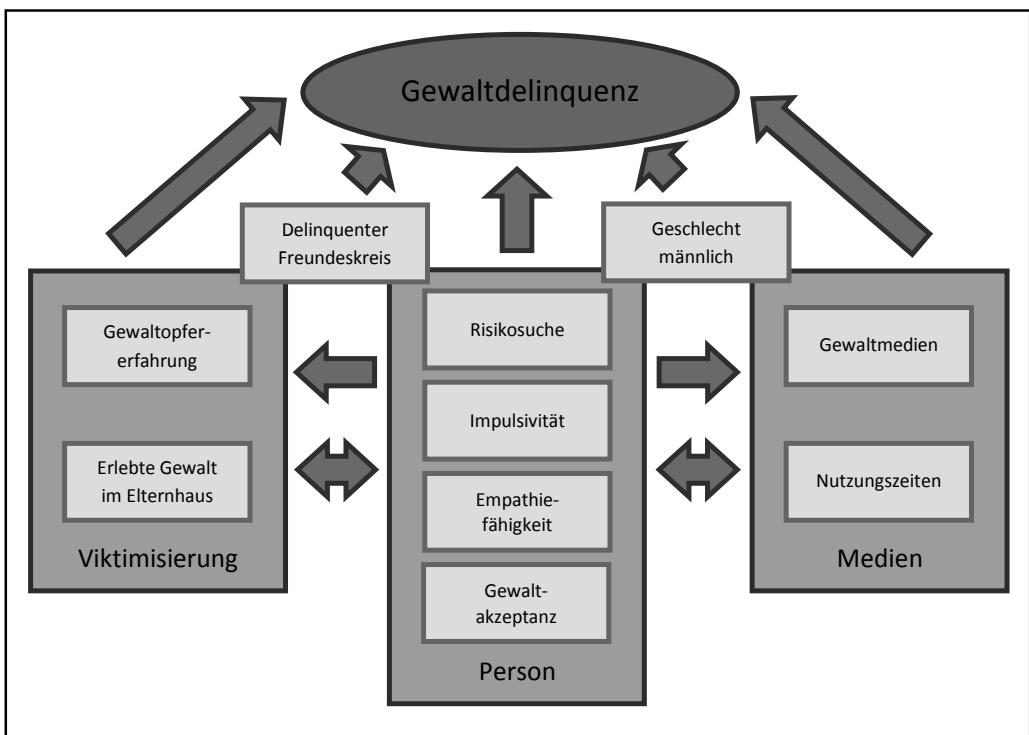 Gewaltdelinquenz
Delinquenter
Freundeskreis
Geschlecht
männlich
Gewaltopfer-
erfahrung
Erlebte Gewalt
im Elternhaus
Viktimisierung
Risikosuche
Impulsivität
Empathie-
fähigkeit
Gewalt-
akzeptanz
Person
Gewaltmedien
Nutzungszeiten
Medien